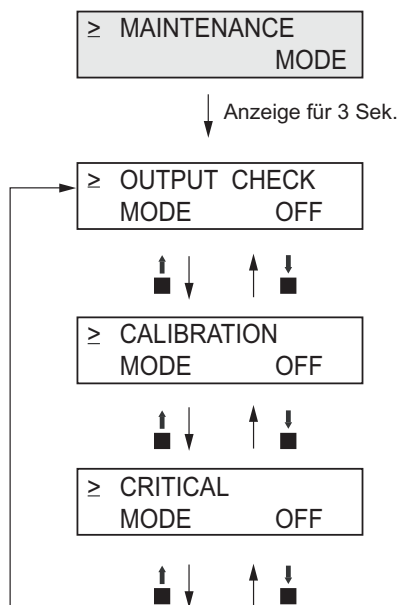 ≥ MAINTENANCE
MODE
Anzeige für 3 Sek.
≥ OUTPUT CHECK
MODE OFF
≥ CALIBRATION
MODE OFF
≥ CRITICAL
MODE OFF